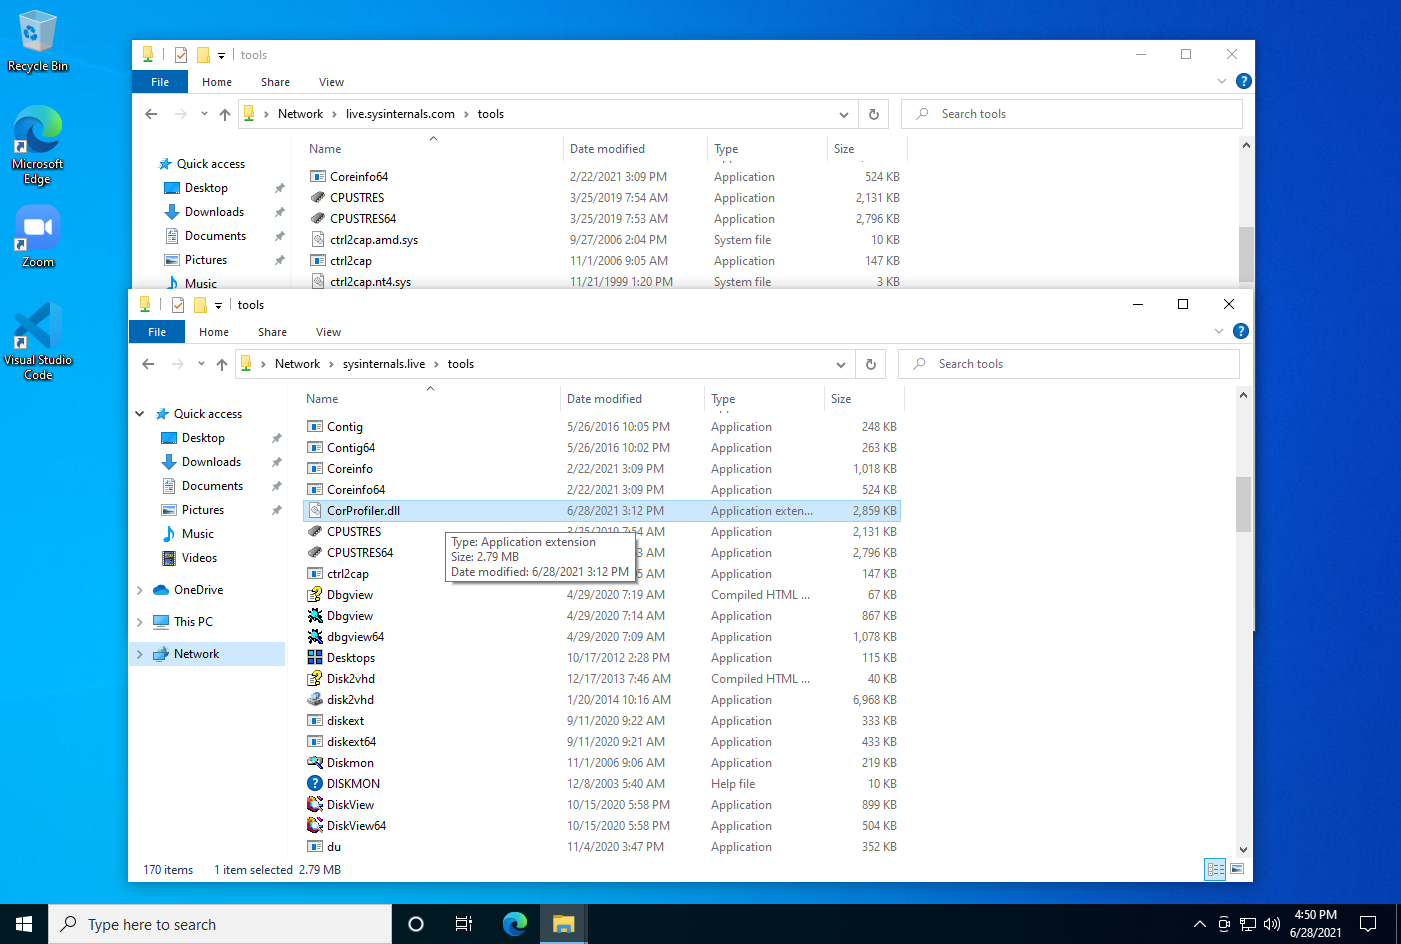 Recycle Bin
Microsoft
Edge
Zoom
Visual Studio
Code
tools
File Home Share View
Network › live.sysinternals.com › tools
Search tools
Name Date modified Type Size
Quick access
Desktop
Downloads
Documents
Pictures
Music
Coreinfo64 2/22/2021 3:09 PM Application 524 KB
CPUSTRES 3/25/2019 7:54 AM Application 2,131 KB
CPUSTRES64 3/25/2019 7:53 AM Application 2,796 KB
ctrl2cap.amd.sys 9/27/2006 2:04 PM System file 10 KB
ctrl2cap 11/1/2006 9:05 AM Application 147 KB
ctrl2cap.nt4.sys 11/21/1999 1:20 PM System file 3 KB
tools
File Home Share View
Network › sysinternals.live › tools
Search tools
Name Date modified Type Size
Quick access
Desktop
Downloads
Documents
Pictures
Music
Videos
OneDrive
This PC
Network
Contig 5/26/2016 10:05 PM Application 248 KB
Contig64 5/26/2016 10:02 PM Application 263 KB
Coreinfo 2/22/2021 3:09 PM Application 1,018 KB
Coreinfo64 2/22/2021 3:09 PM Application 524 KB
CorProfiler.dll 6/28/2021 3:12 PM Application exten... 2,859 KB
CPUSTRES 3/25/2019 7:54 AM Application 2,131 KB
CPUSTRES64 3 AM Application 2,796 KB
ctrl2cap 5 AM Application 147 KB
Type: Application extension
Size: 2.79 MB
Date modified: 6/28/2021 3:12 PM
Dbgview 4/29/2020 7:19 AM Compiled HTML ... 67 KB
Dbgview 4/29/2020 7:14 AM Application 867 KB
dbgview64 4/29/2020 7:09 AM Application 1,078 KB
Desktops 10/17/2012 2:28 PM Application 115 KB
Disk2vhd 12/17/2013 7:46 AM Compiled HTML ... 40 KB
disk2vhd 1/20/2014 10:16 AM Application 6,968 KB
diskext 9/11/2020 9:22 AM Application 333 KB
diskext64 9/11/2020 9:21 AM Application 433 KB
Diskmon 11/1/2006 9:06 AM Application 219 KB
DISKMON 12/8/2003 5:40 AM Help file 10 KB
DiskView 10/15/2020 5:58 PM Application 899 KB
DiskView64 10/15/2020 5:58 PM Application 504 KB
du 11/4/2020 3:47 PM Application 352 KB
170 items 1 item selected 2.79 MB
Type here to search
4:50 PM
6/28/2021